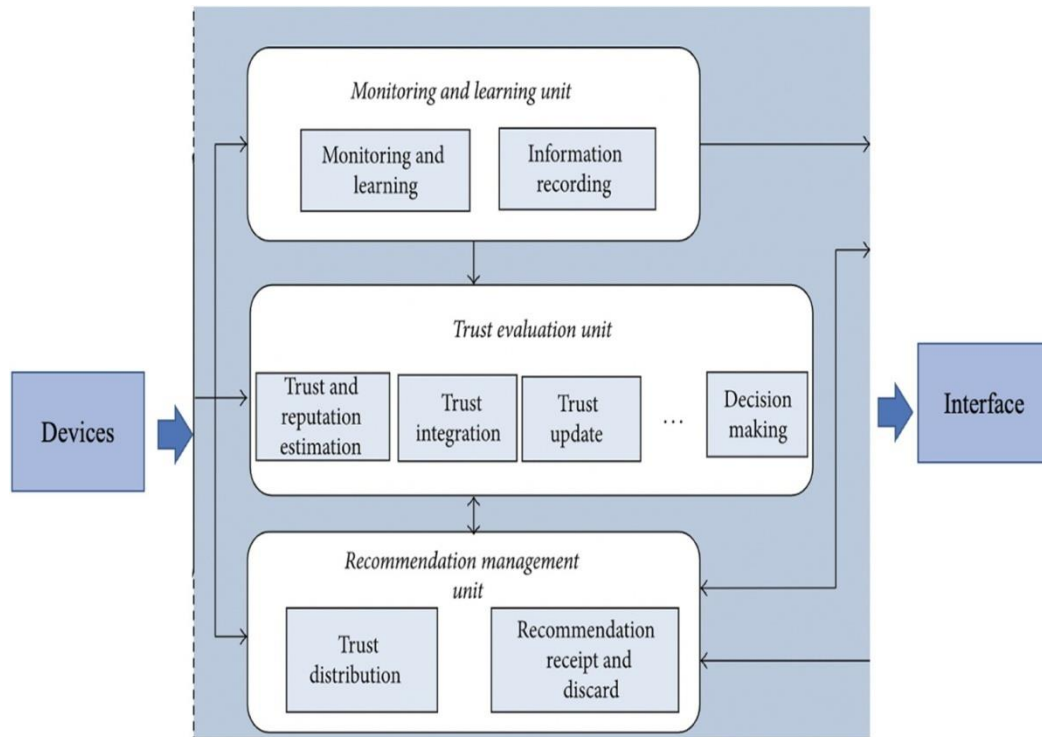 Monitoring and learning unit
Monitoring and
learning
Information
recording
Trust evaluation unit
Devices
Trust and
reputation
estimation
Trust
integration
Trust
update
...
Decision
making
Interface
Recommendation management
unit
Trust
distribution
Recommendation
receipt and
discard